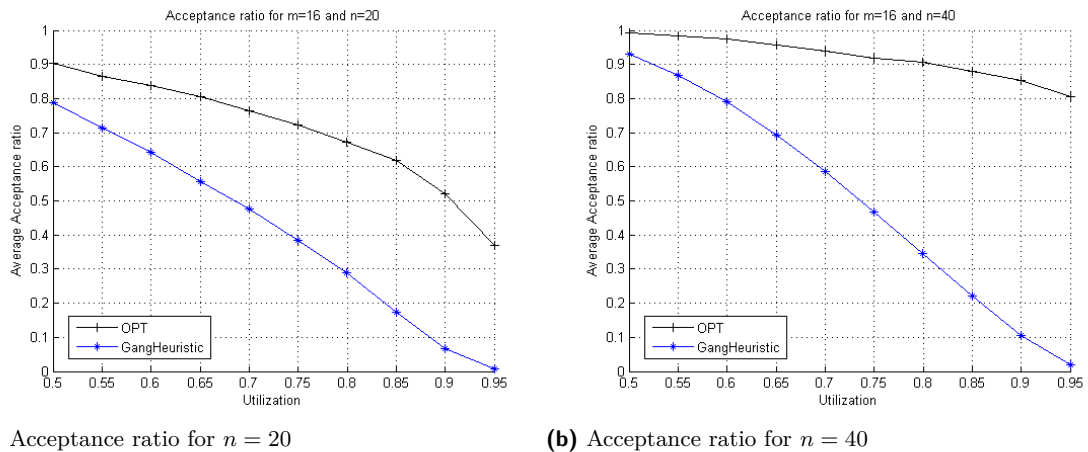 Acceptance ratio for m=16 and n=20
1
0.9
0.8
0.7
0.6
0.5
0.4
0.3
0.2
0.1
0
Average Acceptance ratio
OPT
GangHeuristic
0.5 0.55 0.6 0.65 0.7 0.75 0.8 0.85 0.9 0.95
Utilization
Acceptance ratio for n = 20
Acceptance ratio for m=16 and n=40
1
0.9
0.8
0.7
0.6
0.5
0.4
0.3
0.2
0.1
0
Average Acceptance ratio
OPT
GangHeuristic
0.5 0.55 0.6 0.65 0.7 0.75 0.8 0.85 0.9 0.95
Utilization
(b) Acceptance ratio for n = 40